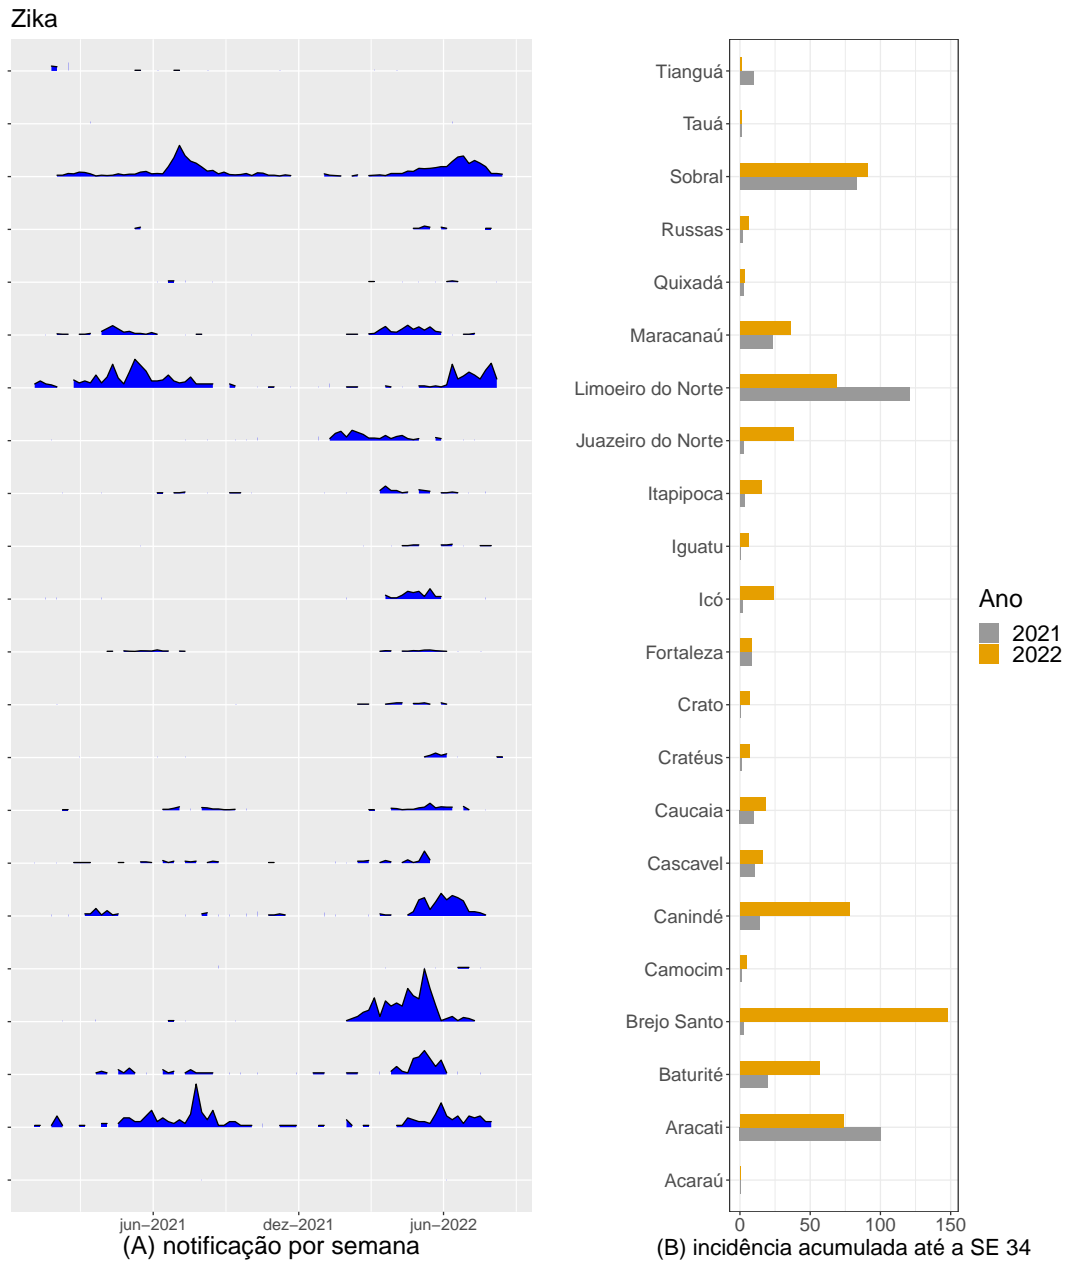 Zika
Tianguá
Tauá
Sobral
Russas
Quixadá
Maracanaú
Limoeiro do Norte
Juazeiro do Norte
Itapipoca
Iguatu
Icó
Fortaleza
Crato
Cratéus
Caucaia
Cascavel
Canindé
Camocim
Brejo Santo
Baturité
Aracati
Acaraú
jun−2021 dez−2021 jun−2022
(A) notificação por semana
0 50 100 150
(B) incidência acumulada até a SE 34
Ano
2021
2022